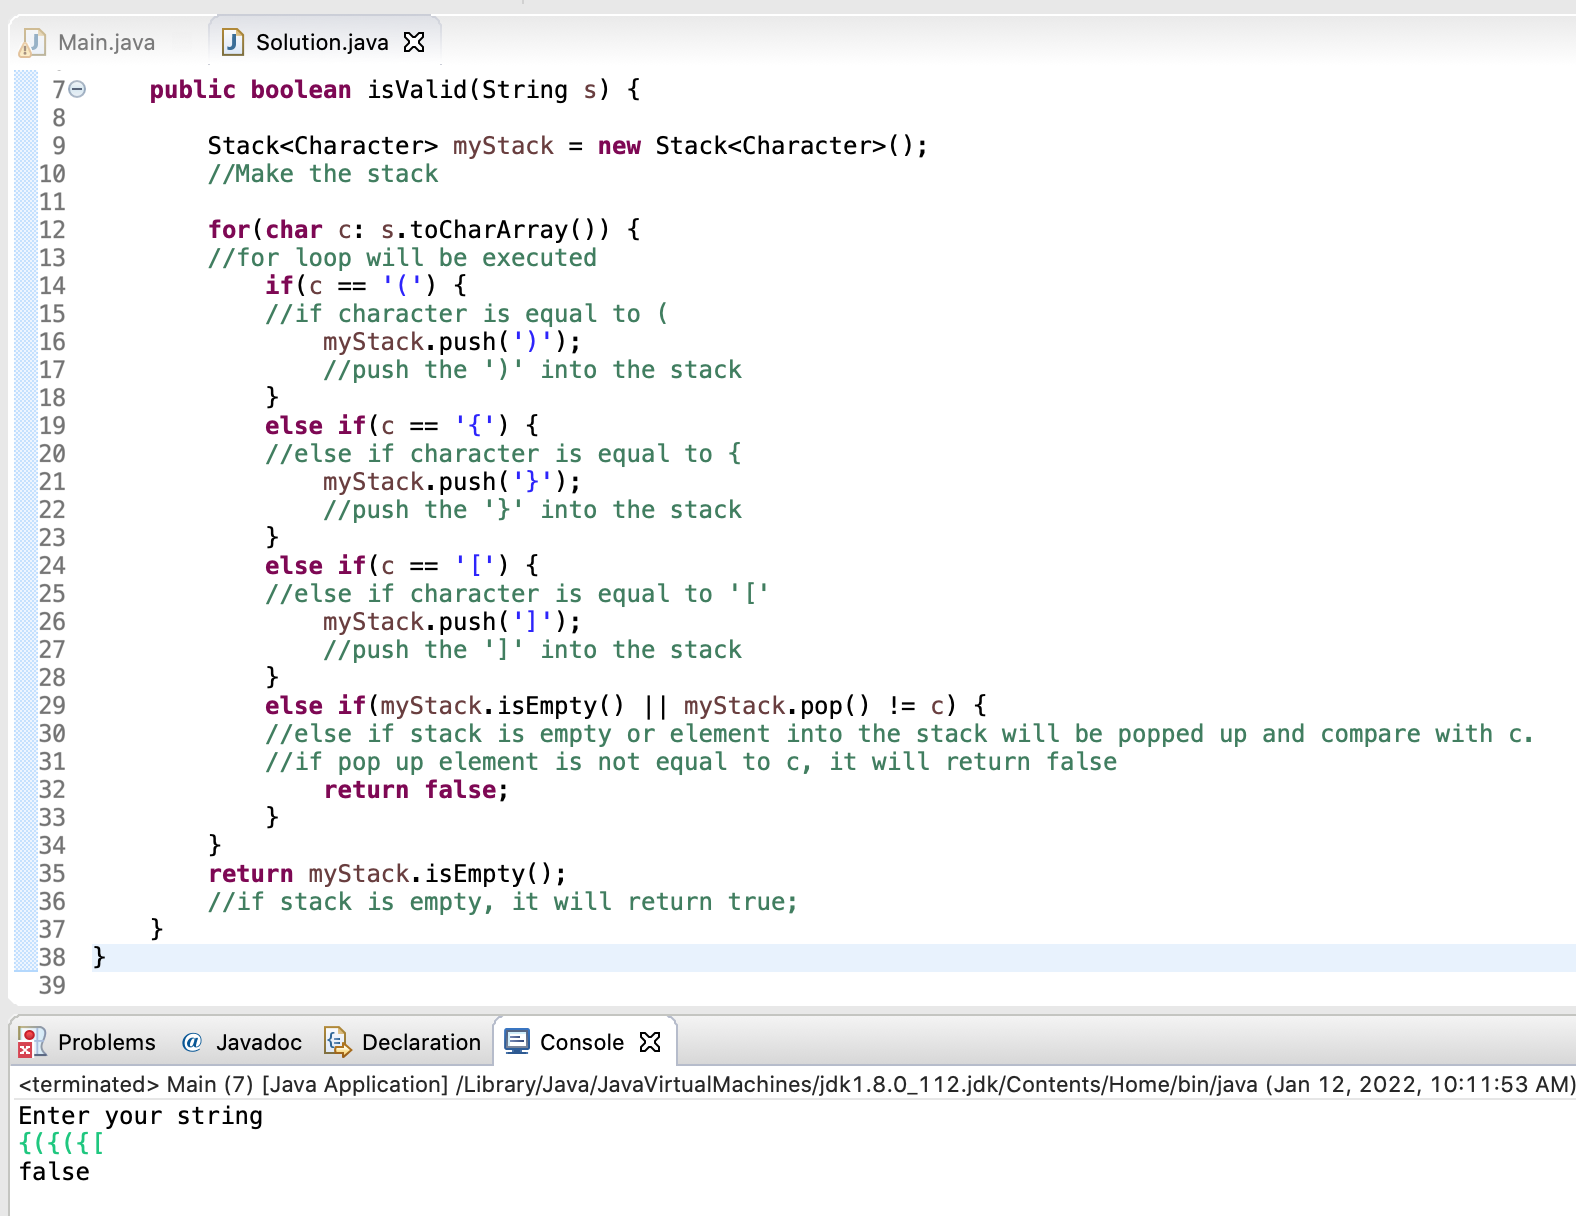 Main.java
Solution.java
7 public boolean isValid(String s) {
8
9 Stack<Character> myStack = new Stack<Character>();
10 //Make the stack
11
12 for(char c: s.toCharArray()) {
13 //for loop will be executed
14 if(c == '(') {
15 //if character is equal to (
16 myStack.push(')');
17 //push the ')' into the stack
18 }
19 else if(c == '{') {
20 //else if character is equal to {
21 myStack.push('}');
22 //push the '}' into the stack
23 }
24 else if(c == '[') {
25 //else if character is equal to '['
26 myStack.push(']');
27 //push the ']' into the stack
28 }
29 else if(myStack.isEmpty() || myStack.pop() != c) {
30 //else if stack is empty or element into the stack will be popped up and compare with c.
31 //if pop up element is not equal to c, it will return false
32 return false;
33 }
34 }
35 return myStack.isEmpty();
36 //if stack is empty, it will return true;
37 }
38 }
39
Problems @ Javadoc Declaration Console
<terminated> Main (7) [Java Application] /Library/Java/JavaVirtualMachines/jdk1.8.0_112.jdk/Contents/Home/bin/java (Jan 12, 2022, 10:11:53 AM)
Enter your string
{({({[
false